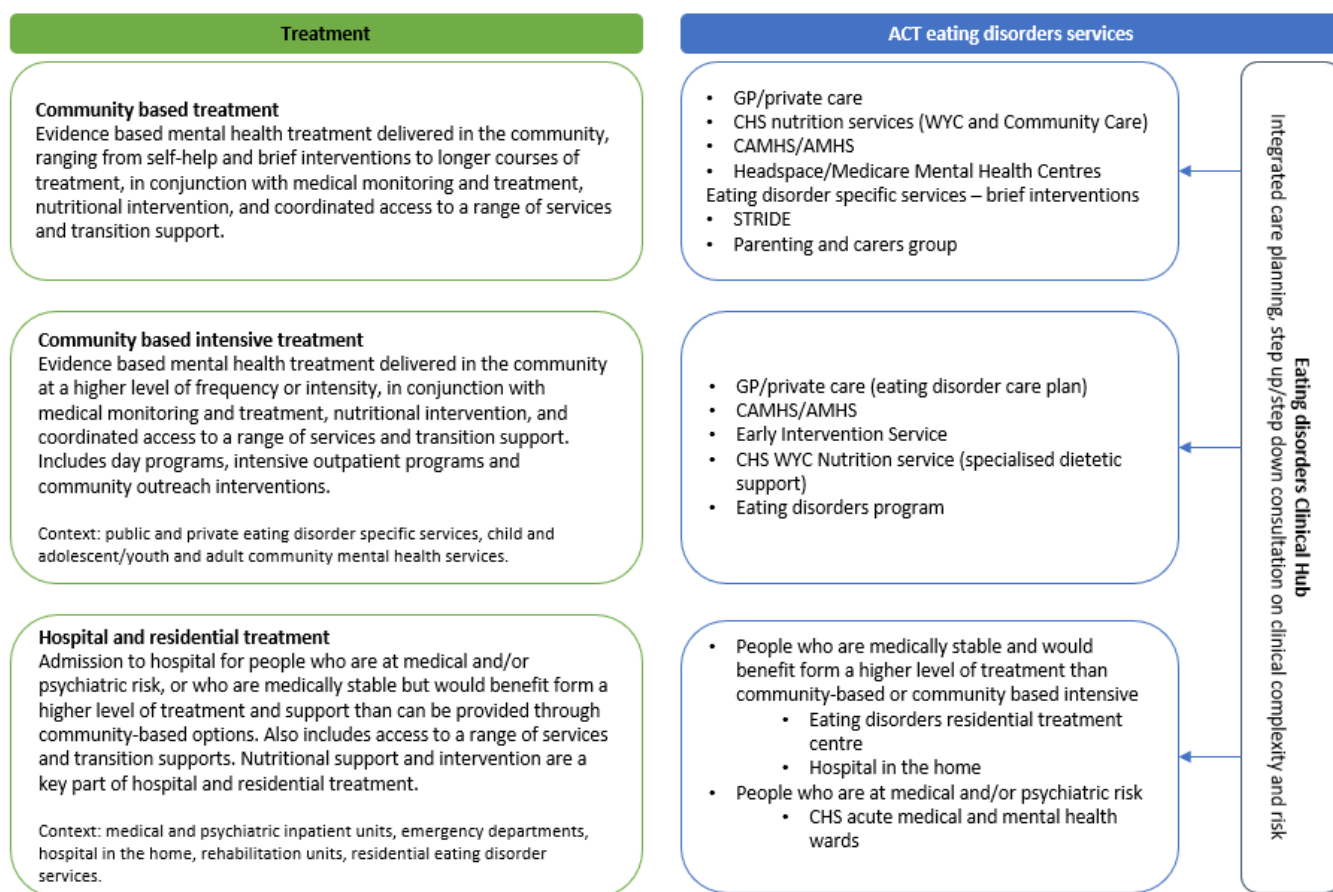 Treatment
ACT eating disorders services
Community based treatment
Evidence based mental health treatment delivered in the community,
ranging from self-help and brief interventions to longer courses of
treatment, in conjunction with medical monitoring and treatment,
nutritional intervention, and coordinated access to a range of services
and transition support.
• GP/private care
• CHS nutrition services (WYC and Community Care)
• CAMHS/AMHS
• Headspace/Medicare Mental Health Centres
Eating disorder specific services – brief interventions
• STRIDE
• Parenting and carers group
Community based intensive treatment
Evidence based mental health treatment delivered in the community
at a higher level of frequency or intensity, in conjunction with
medical monitoring and treatment, nutritional intervention, and
coordinated access to a range of services and transition support.
Includes day programs, intensive outpatient programs and
community outreach interventions.
Context: public and private eating disorder specific services, child and
adolescent/youth and adult community mental health services.
• GP/private care (eating disorder care plan)
• CAMHS/AMHS
• Early Intervention Service
• CHS WYC Nutrition service (specialised dietetic
support)
• Eating disorders program
Hospital and residential treatment
Admission to hospital for people who are at medical and/or
psychiatric risk, or who are medically stable but would benefit form a
higher level of treatment and support than can be provided through
community-based options. Also includes access to a range of services
and transition supports. Nutritional support and intervention are a
key part of hospital and residential treatment.
Context: medical and psychiatric inpatient units, emergency departments,
hospital in the home, rehabilitation units, residential eating disorder
services.
• People who are medically stable and would
benefit form a higher level of treatment than
community-based or community based intensive
• Eating disorders residential treatment
centre
• Hospital in the home
• People who are at medical and/or psychiatric risk
• CHS acute medical and mental health
wards
Eating disorders Clinical Hub
Integrated care planning, step up/step down consultation on clinical complexity and risk